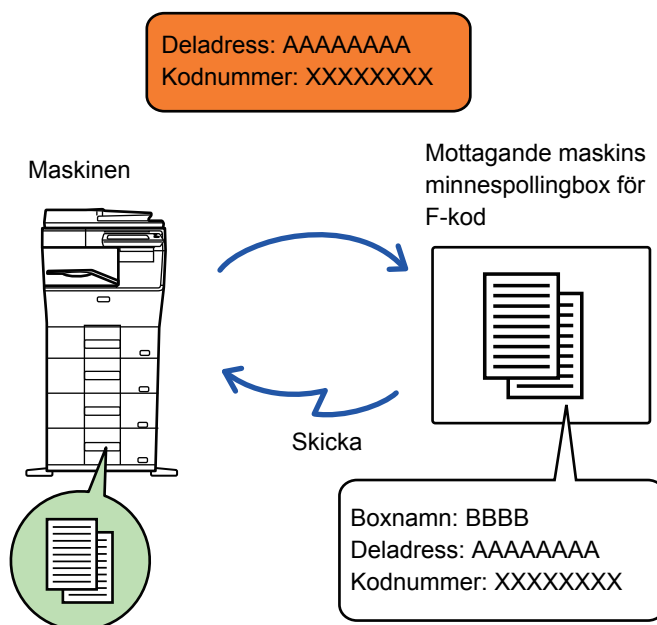 Deladress: AAAAAAAA
Kodnummer: XXXXXXXX
Maskinen
Mottagande maskins
minnespollingbox för
F-kod
Skicka
Boxnamn: BBBB
Deladress: AAAAAAAA
Kodnummer: XXXXXXXX